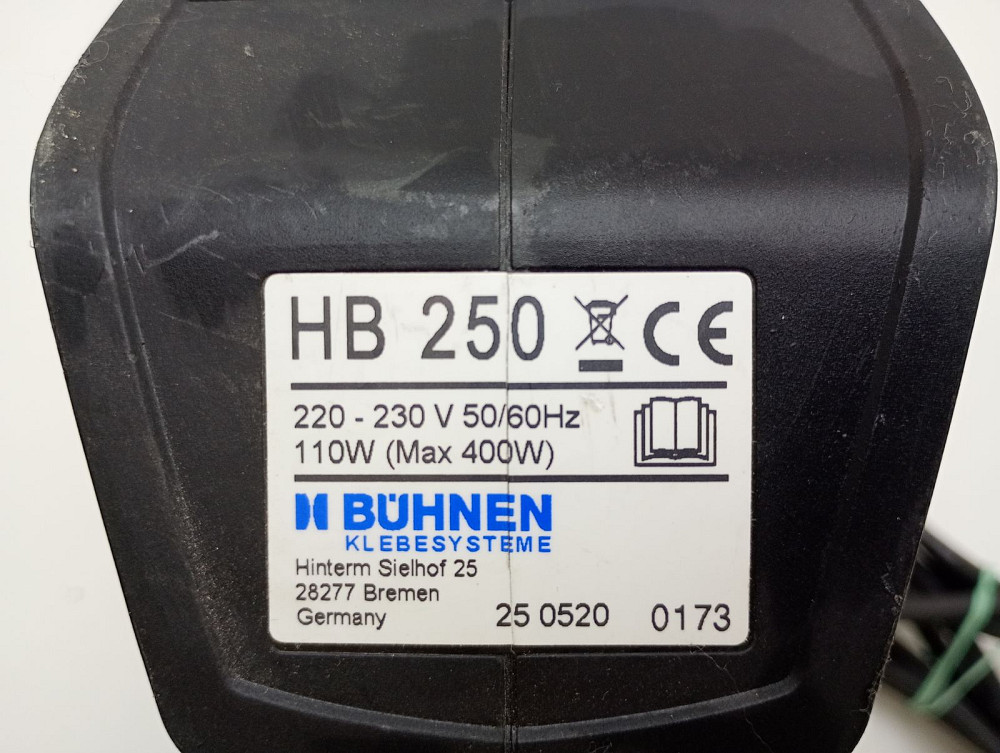 HB 250 CE
220 - 230 V 50/60Hz
110W (Max 400W)
BÜHNEN
KLEBESYSTEME
Hinterm Sielhof 25
28277 Bremen
Germany 25 0520 0173